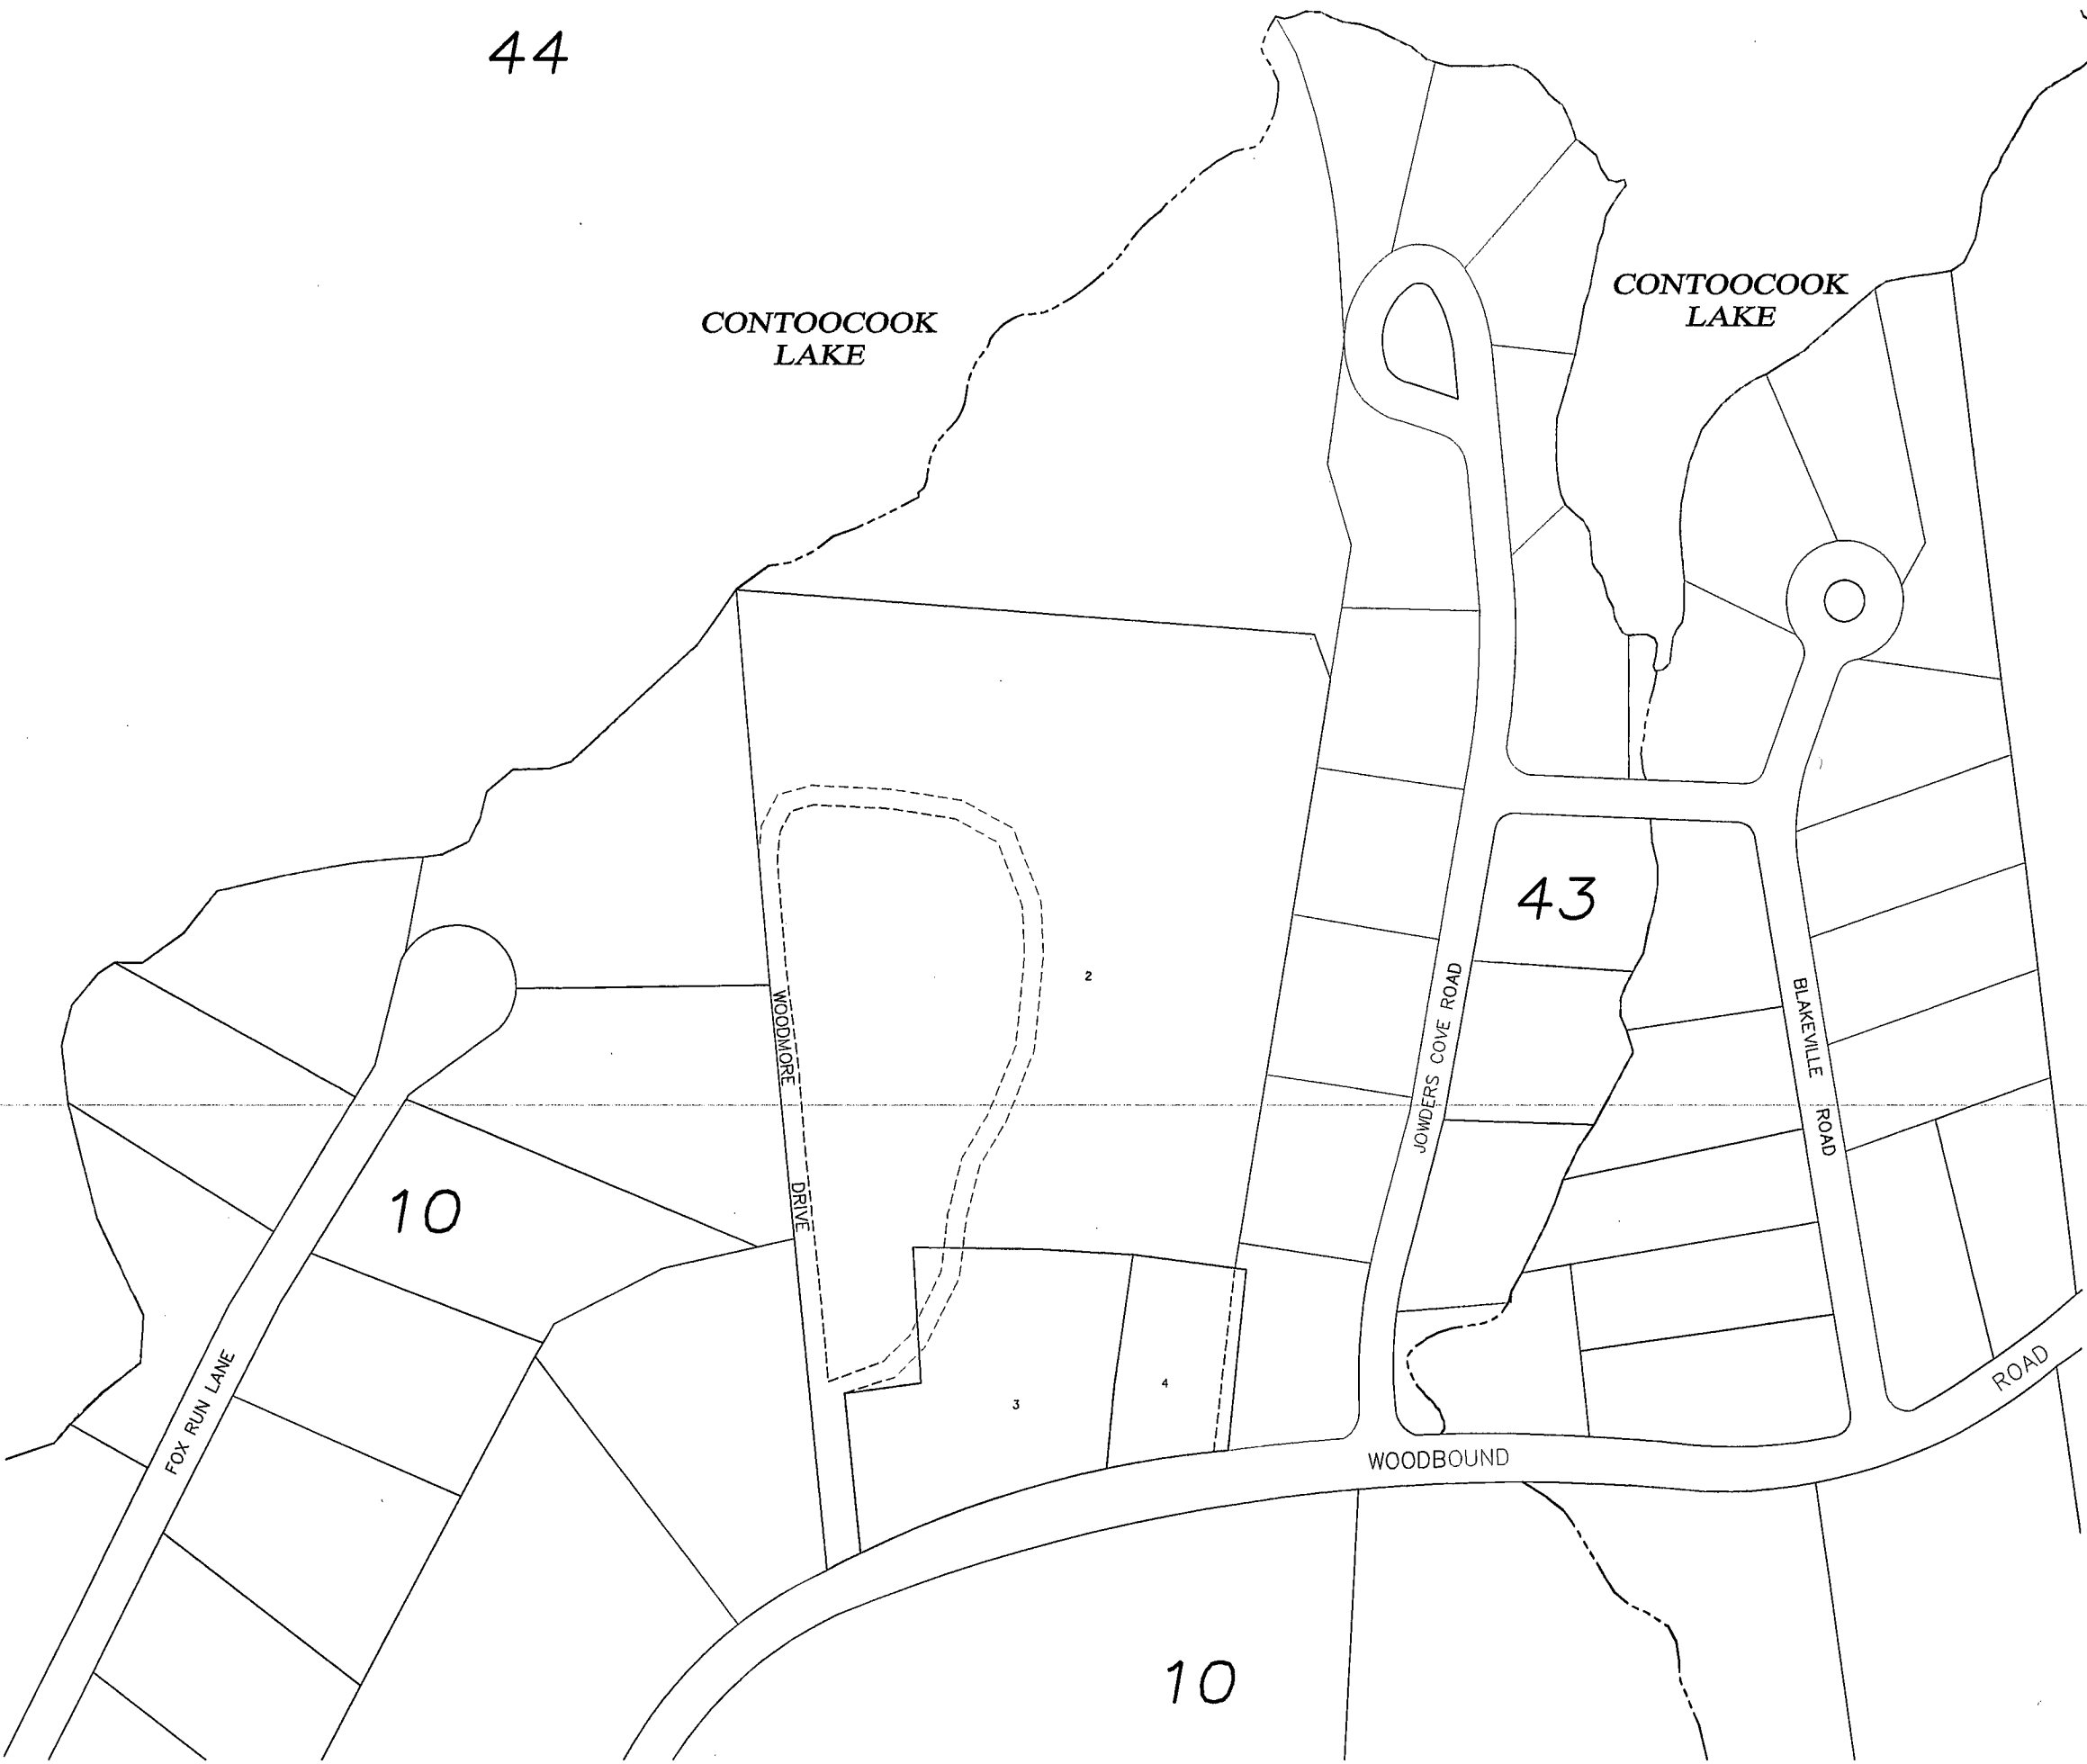 44
CONTOOCOOK
LAKE
CONTOOCOOK
LAKE
43
2
WOODMORE DRIVE
JOWDERS COVE ROAD
BLAKEVILLE ROAD
10
FOX RUN LANE
3
4
WOODBOUND ROAD
10